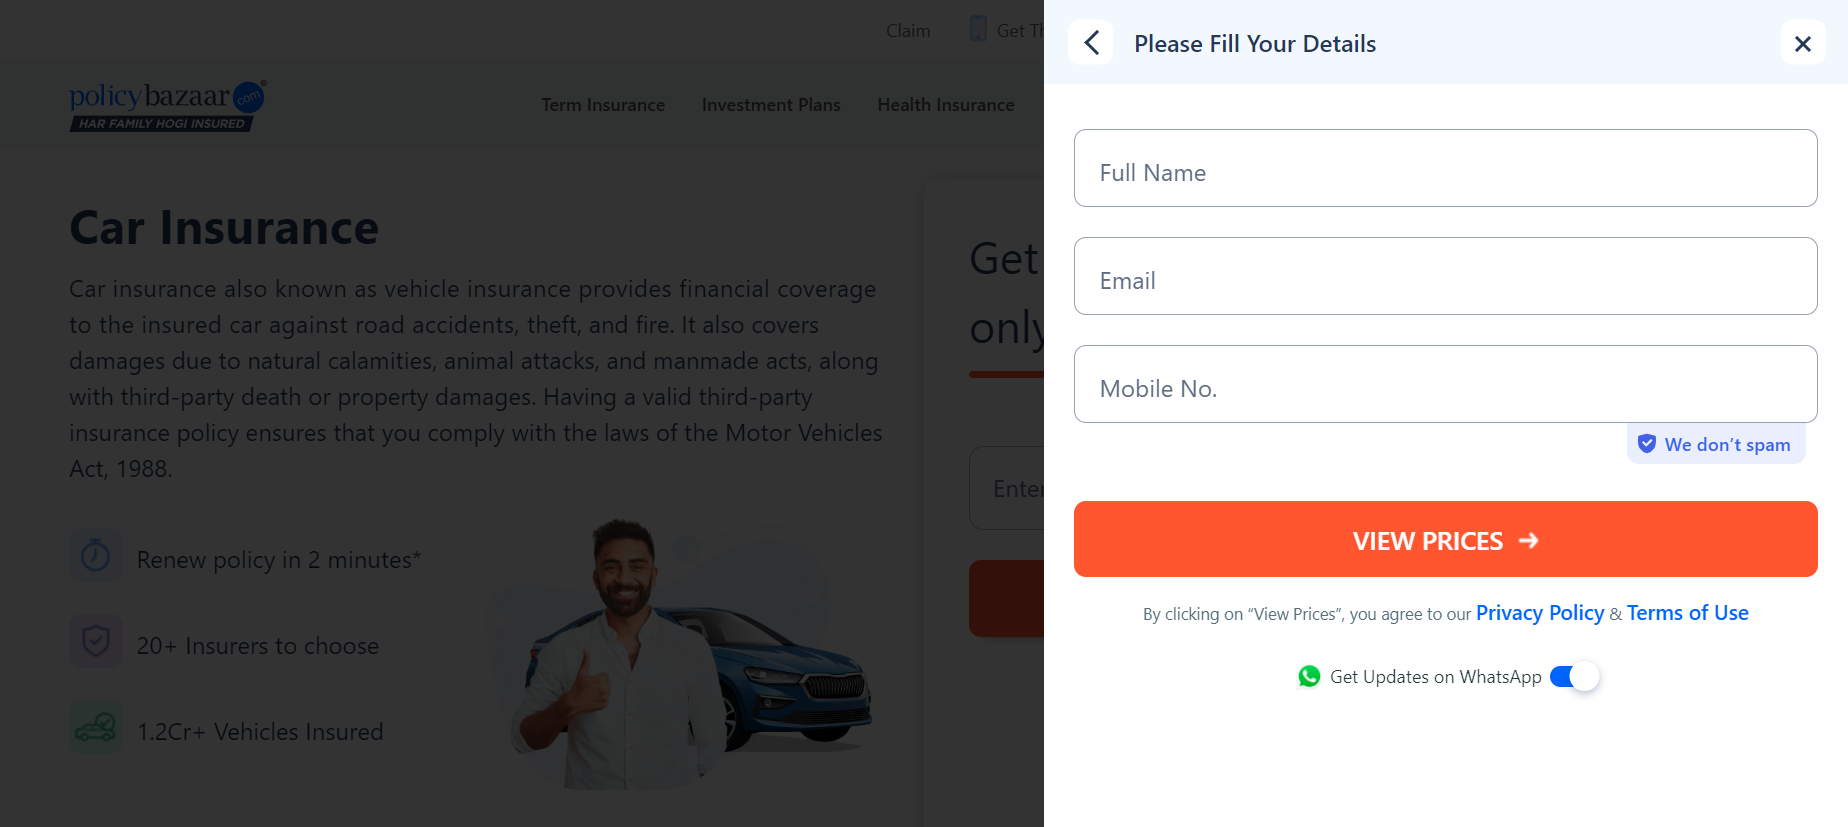 Claim
Get Th
policybazaar.com®
HAR FAMILY HOGI INSURED
Term Insurance
Investment Plans
Health Insurance
Car Insurance
Car insurance also known as vehicle insurance provides financial coverage
to the insured car against road accidents, theft, and fire. It also covers
damages due to natural calamities, animal attacks, and manmade acts, along
with third-party death or property damages. Having a valid third-party
insurance policy ensures that you comply with the laws of the Motor Vehicles
Act, 1988.
Renew policy in 2 minutes*
20+ Insurers to choose
1.2Cr+ Vehicles Insured
Get
only
Enter
Please Fill Your Details
Full Name
Email
Mobile No.
We don’t spam
VIEW PRICES
By clicking on “View Prices”, you agree to our Privacy Policy & Terms of Use
Get Updates on WhatsApp